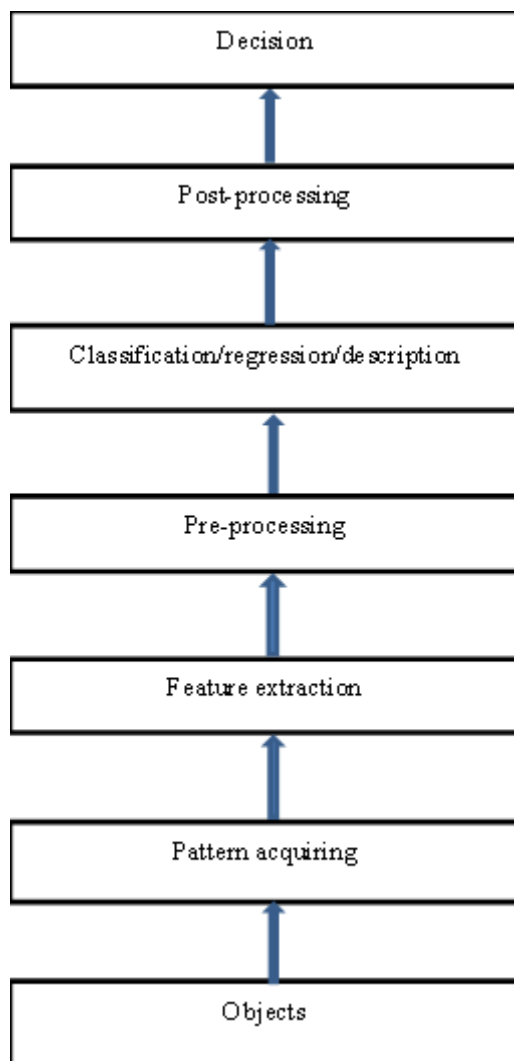 Decision
Post-processing
Classification/regression/description
Pre-processing
Feature extraction
Pattern acquiring
Objects